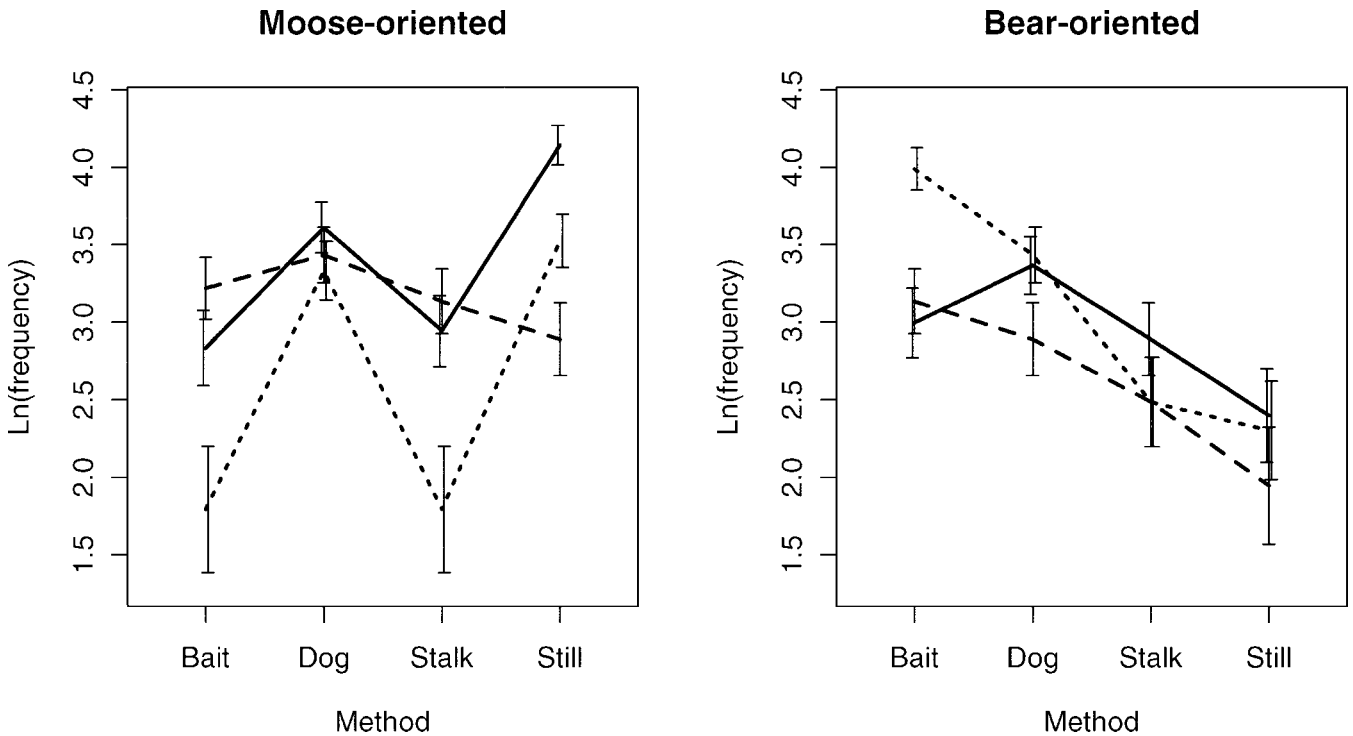 Moose-oriented
Ln(frequency)
4.5
4.0
3.5
3.0
2.5
2.0
1.5
Bait Dog Stalk Still
Method
Bear-oriented
Ln(frequency)
4.5
4.0
3.5
3.0
2.5
2.0
1.5
Bait Dog Stalk Still
Method